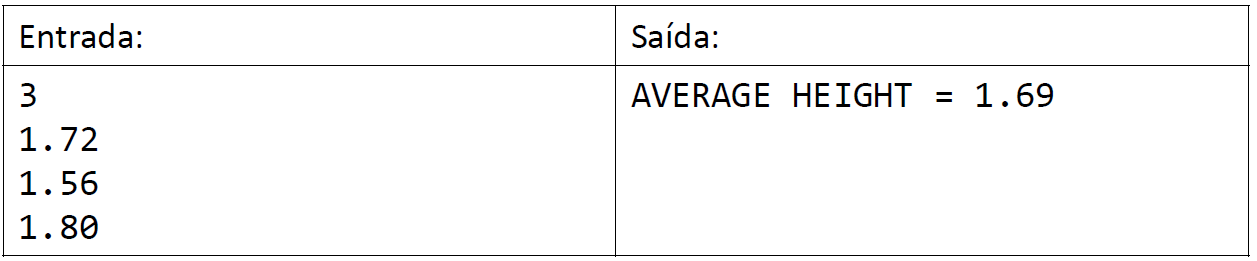 Entrada:
Saída:
3
1.72
1.56
1.80
AVERAGE HEIGHT = 1.69